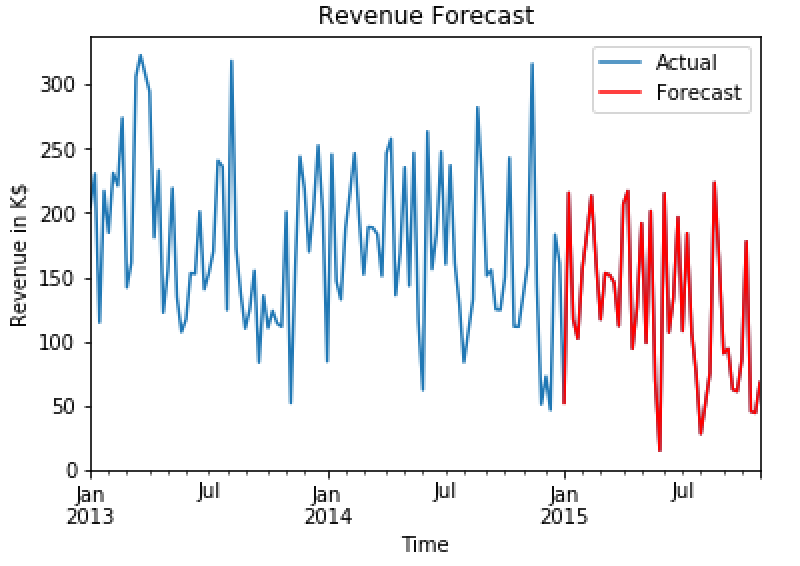 Revenue Forecast
Actual
Forecast
300
250
200
150
100
50
0
Revenue in K$
Jan Jul Jan Jul Jan Jul
2013 2014 2015
Time